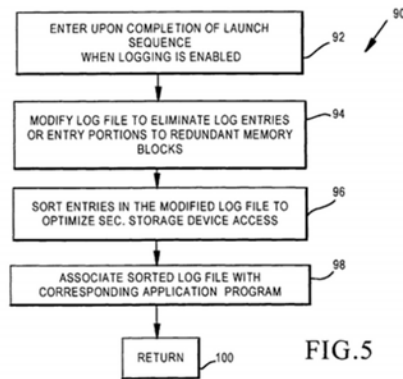 90
ENTER UPON COMPLETION OF LAUNCH
SEQUENCE
WHEN LOGGING IS ENABLED
92
MODIFY LOG FILE TO ELIMINATE LOG ENTRIES
OR ENTRY PORTIONS TO REDUNDANT MEMORY
BLOCKS
94
SORT ENTRIES IN THE MODIFIED LOG FILE TO
OPTIMIZE SEC. STORAGE DEVICE ACCESS
96
ASSOCIATE SORTED LOG FILE WITH
CORRESPONDING APPLICATION PROGRAM
98
RETURN
100
FIG.5